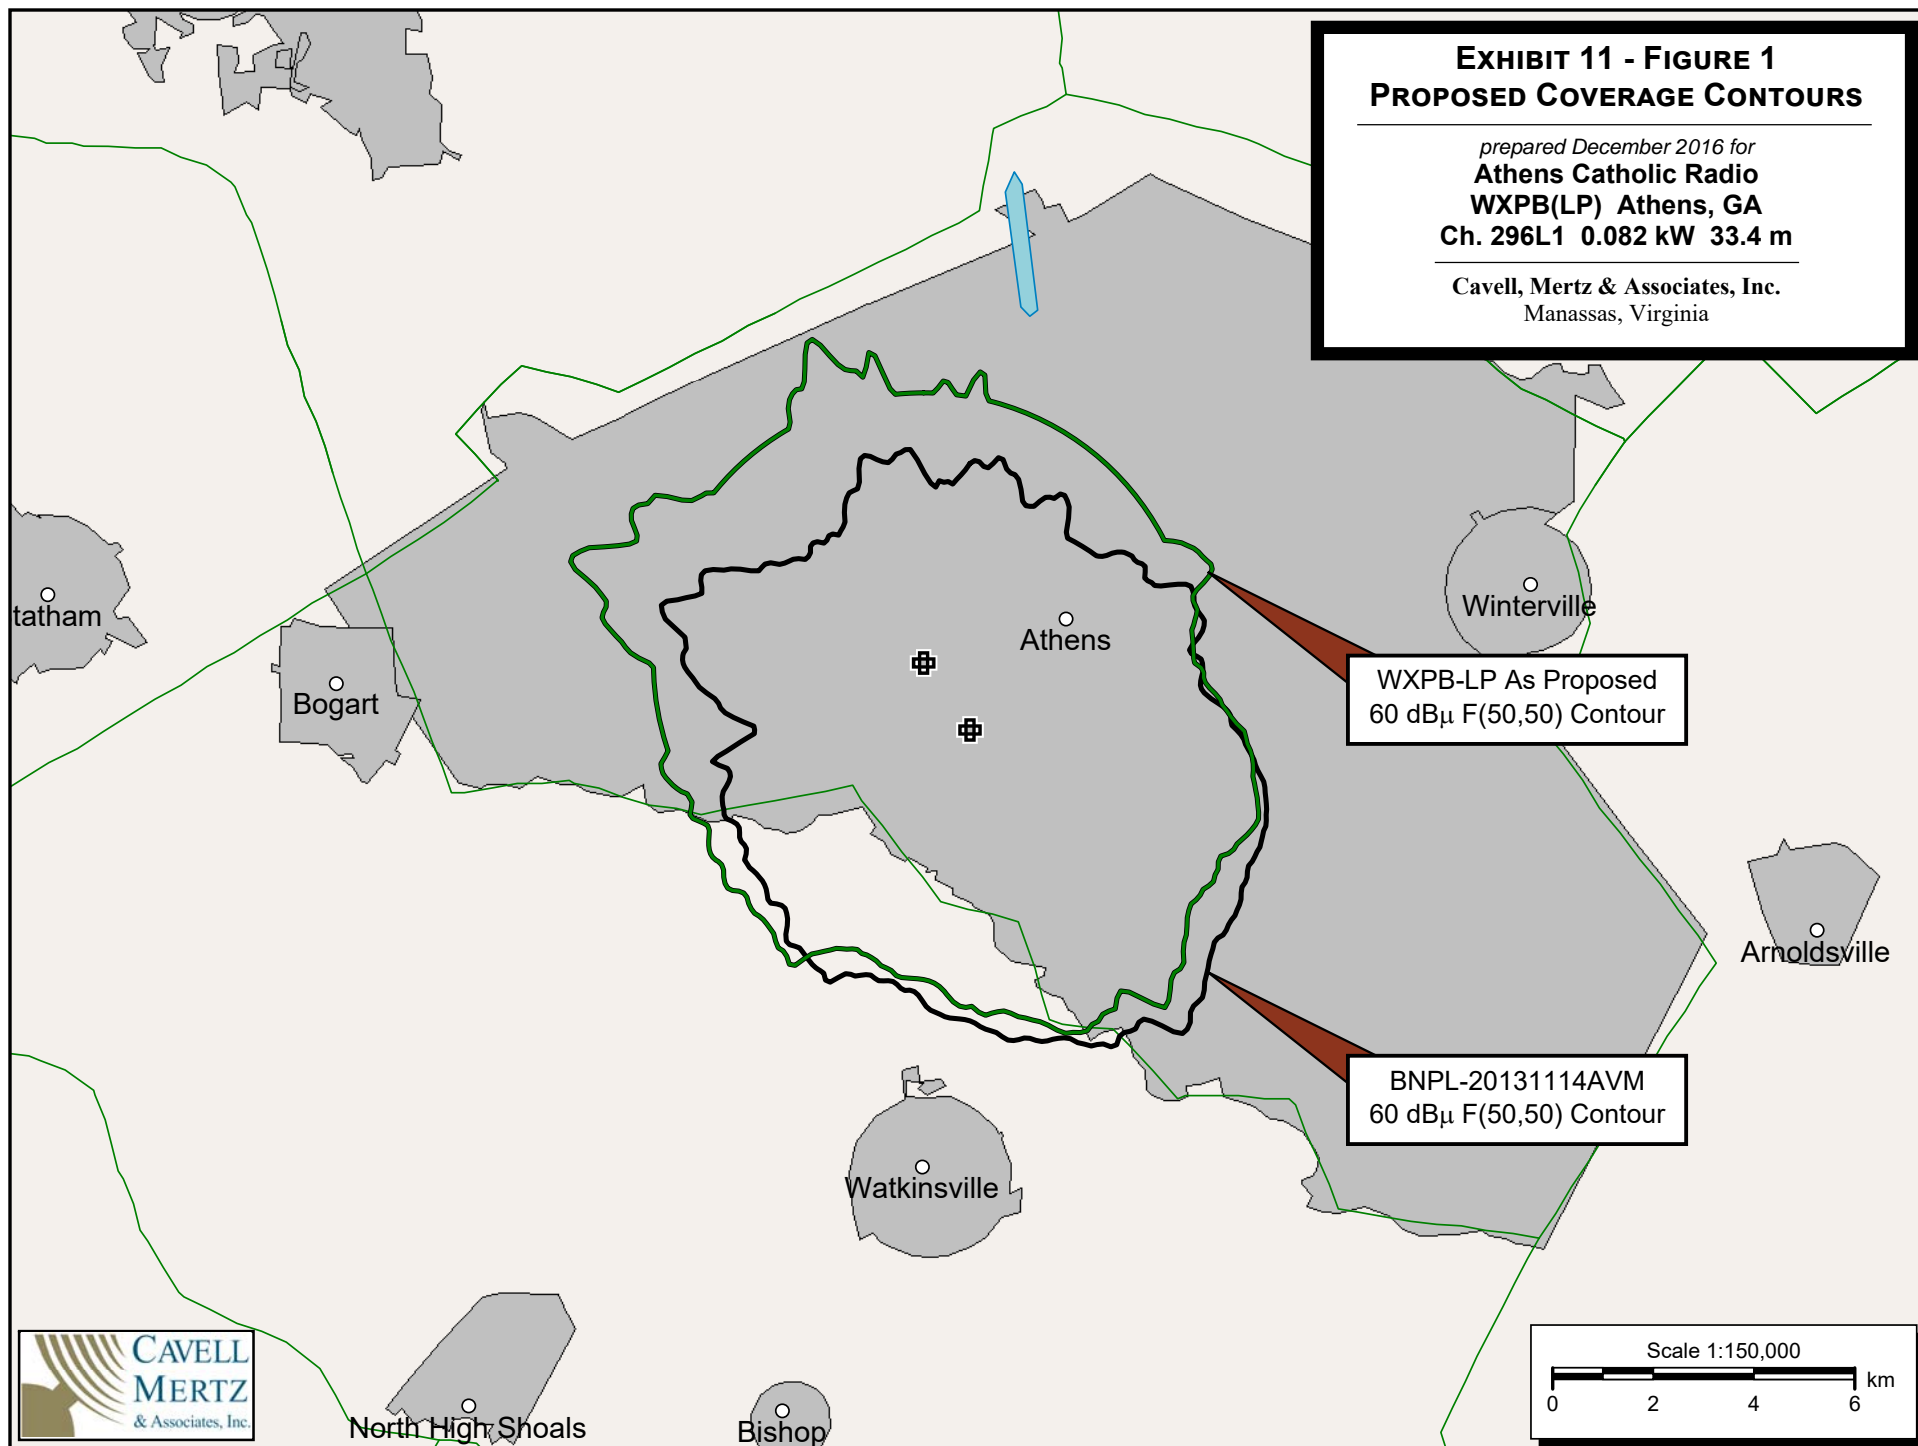 EXHIBIT 11 - FIGURE 1
PROPOSED COVERAGE CONTOURS
prepared December 2016 for
Athens Catholic Radio
WXPB(LP) Athens, GA
Ch. 296L1 0.082 kW 33.4 m
Cavell, Mertz & Associates, Inc.
Manassas, Virginia
tatham
Bogart
Athens
Winterville
WXPB-LP As Proposed
60 dBμ F(50,50) Contour
Arnoldsville
BNPL-20131114AVM
60 dBμ F(50,50) Contour
Watkinsville
North High Shoals
Bishop
CAVELL
MERTZ
& Associates, Inc.
Scale 1:150,000
km
0 2 4 6